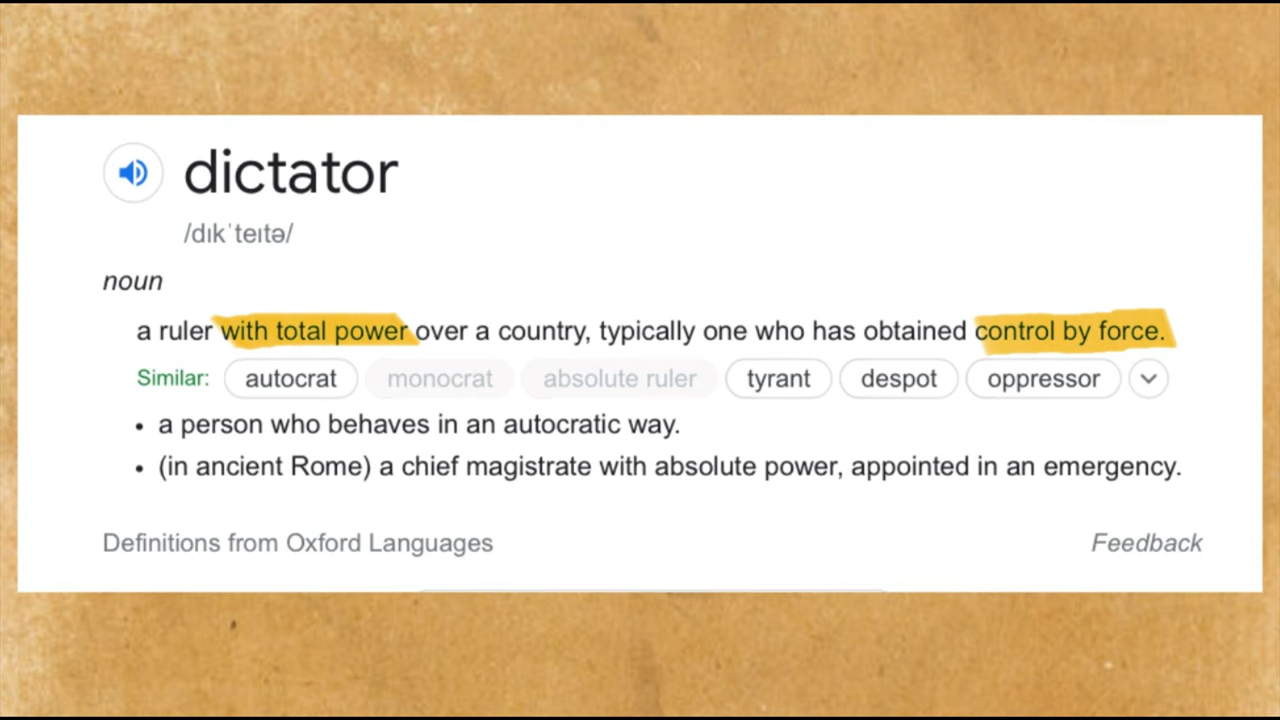 dictator
/dɪkˈteɪtə/
noun
a ruler with total power over a country, typically one who has obtained control by force.
Similar: autocrat monocrat absolute ruler tyrant despot oppressor
• a person who behaves in an autocratic way.
• (in ancient Rome) a chief magistrate with absolute power, appointed in an emergency.
Definitions from Oxford Languages Feedback